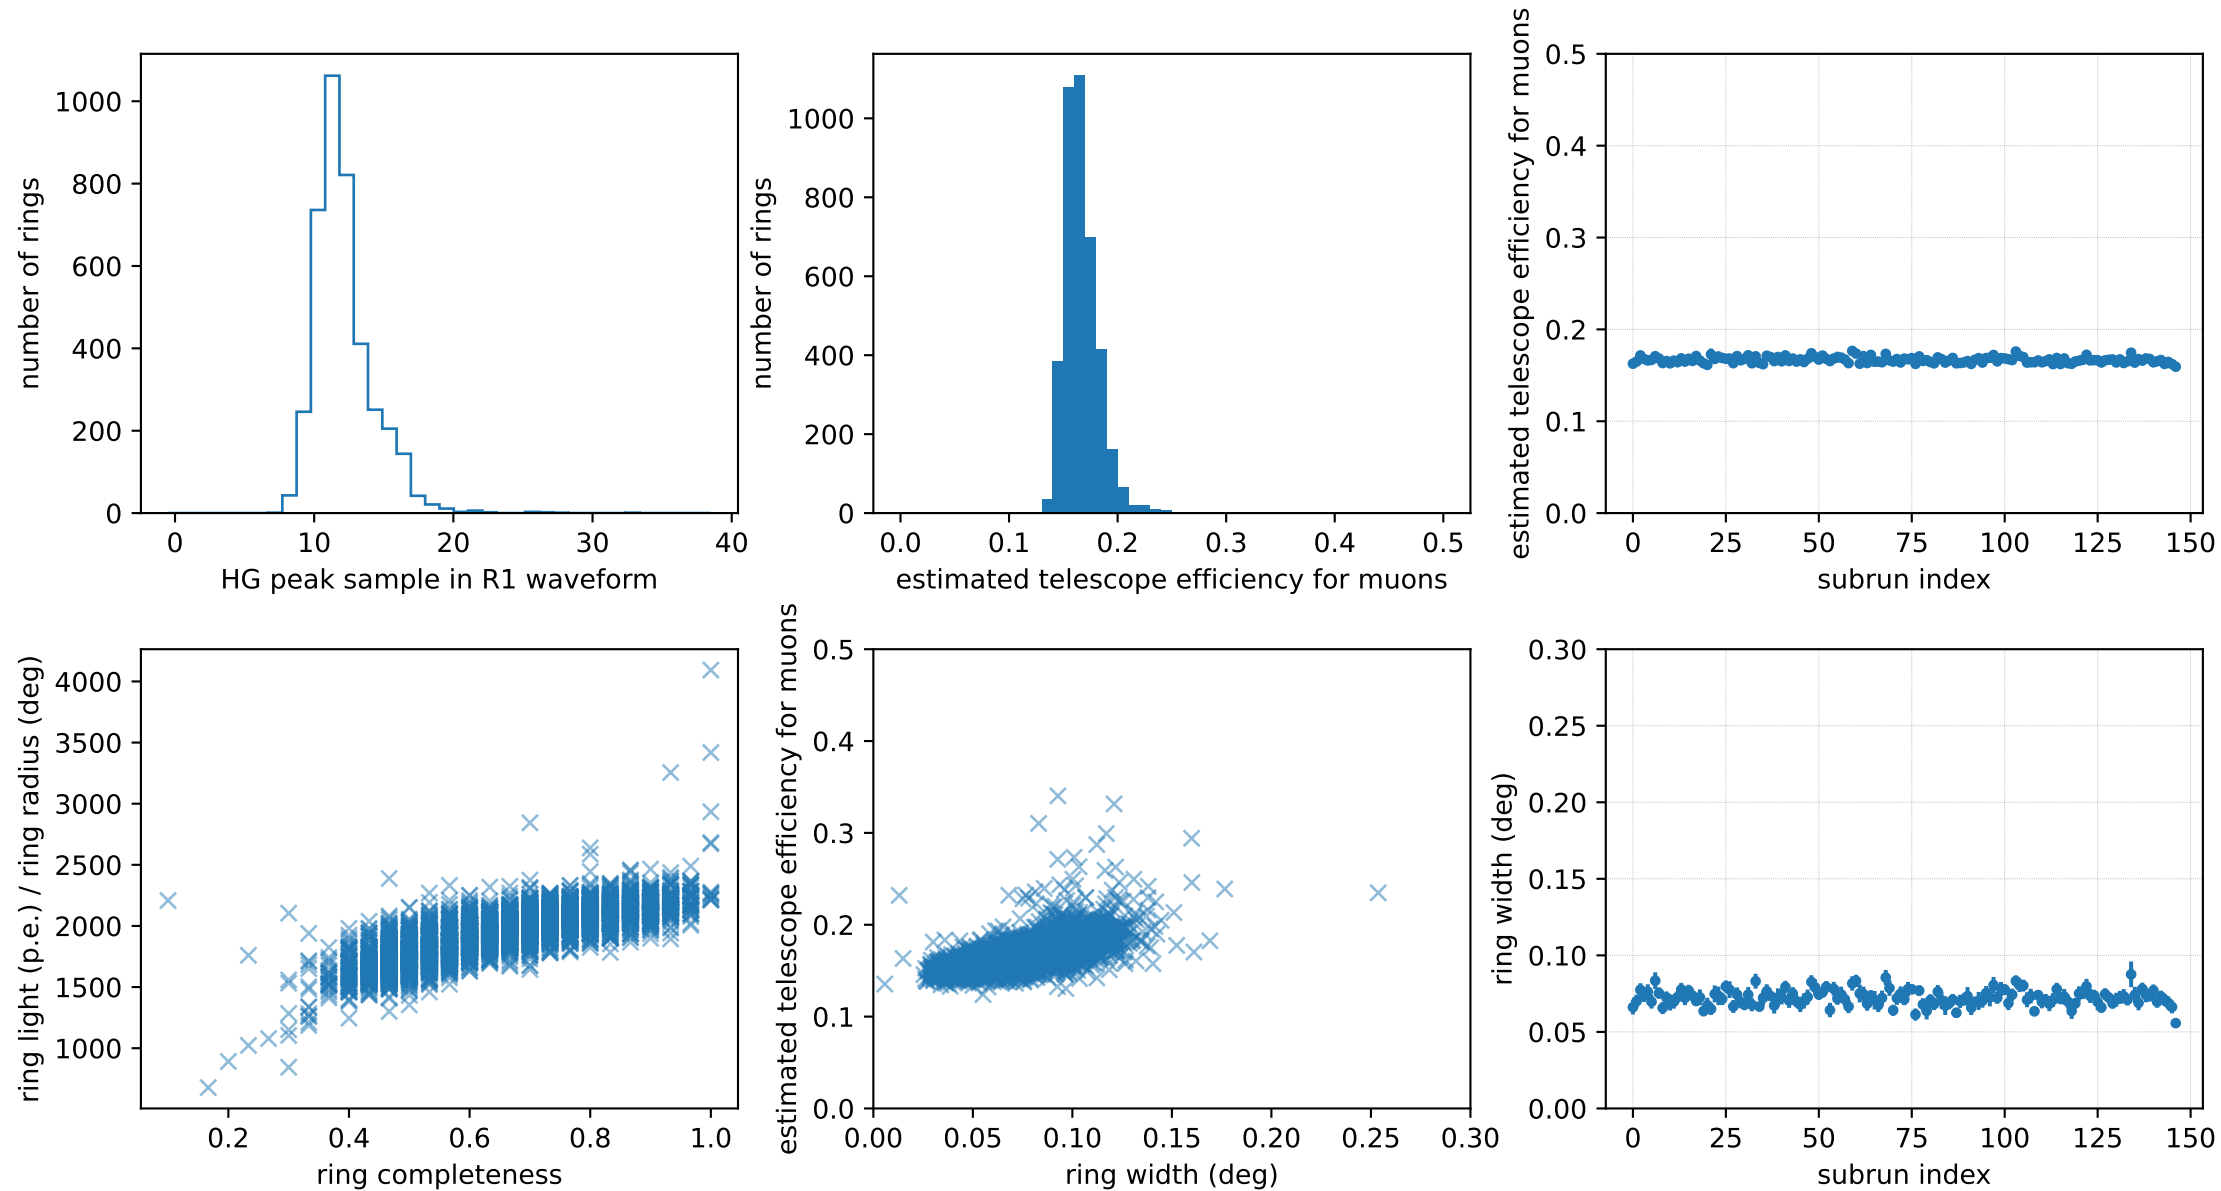 number of rings
1000
800
600
400
200
0
0 10 20 30 40
HG peak sample in R1 waveform
number of rings
1000
800
600
400
200
0
0.0 0.1 0.2 0.3 0.4 0.5
estimated telescope efficiency for muons
estimated telescope efficiency for muons
0.5
0.4
0.3
0.2
0.1
0.0
0 25 50 75 100 125 150
subrun index
ring light (p.e.) / ring radius (deg)
4000
3500
3000
2500
2000
1500
1000
0.2 0.4 0.6 0.8 1.0
ring completeness
estimated telescope efficiency for muons
0.5
0.4
0.3
0.2
0.1
0.0
0.00 0.05 0.10 0.15 0.20 0.25 0.30
ring width (deg)
ring width (deg)
0.30
0.25
0.20
0.15
0.10
0.05
0.00
0 25 50 75 100 125 150
subrun index